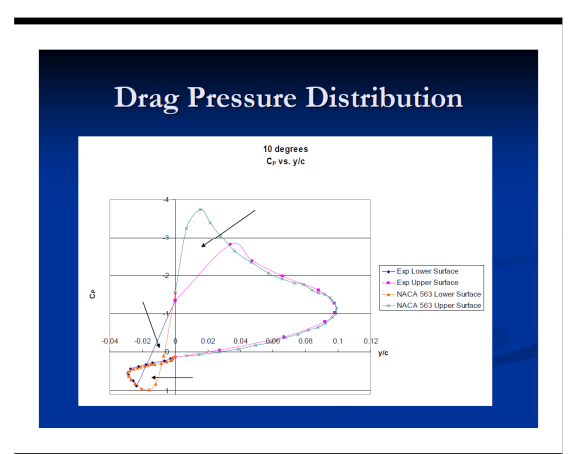 Drag Pressure Distribution
10 degrees
CP vs. y/c
-4
-3
-2
-1
0
1
CP
-0.04
-0.02
0
0.02
0.04
0.06
0.08
0.1
0.12
y/c
Exp Lower Surface
Exp Upper Surface
NACA 563 Lower Surface
NACA 563 Upper Surface